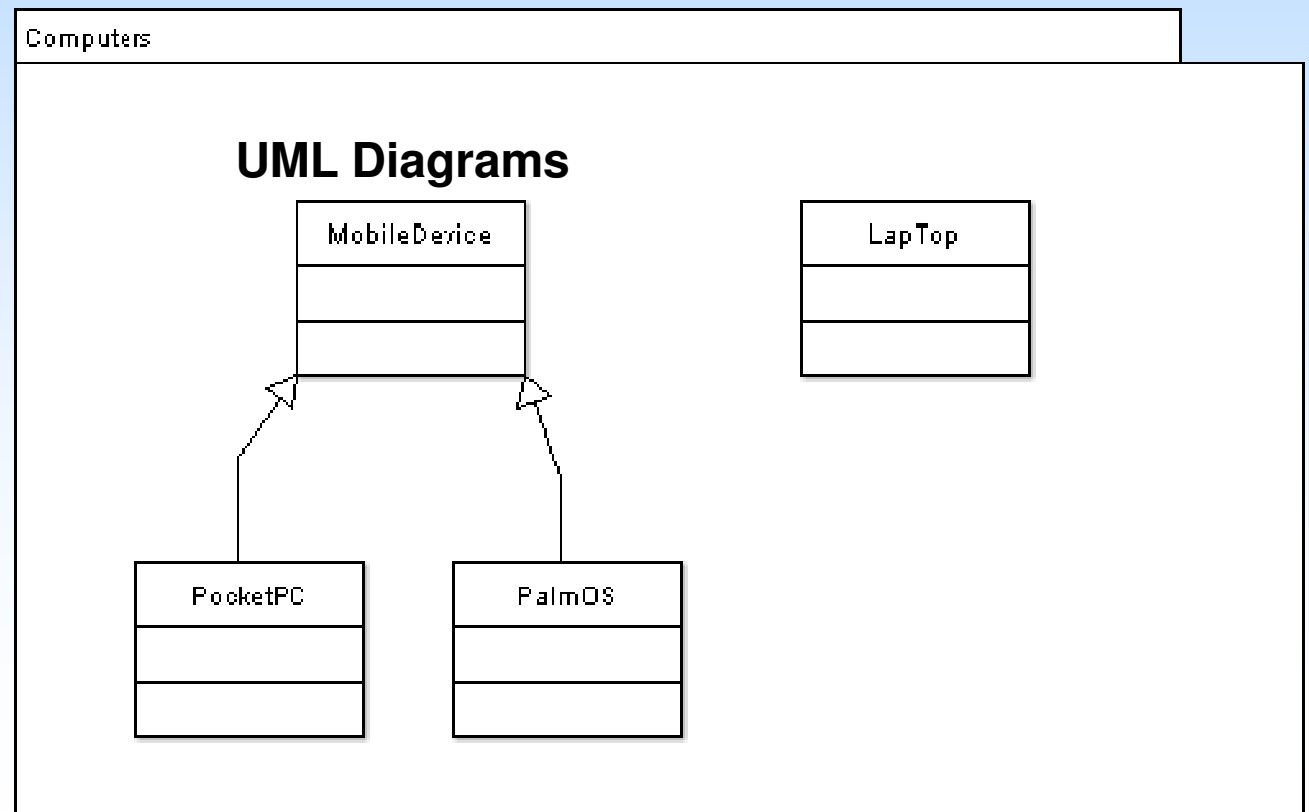 Computers
UML Diagrams
MobileDevice
LapTop
PocketPC
PalmOS